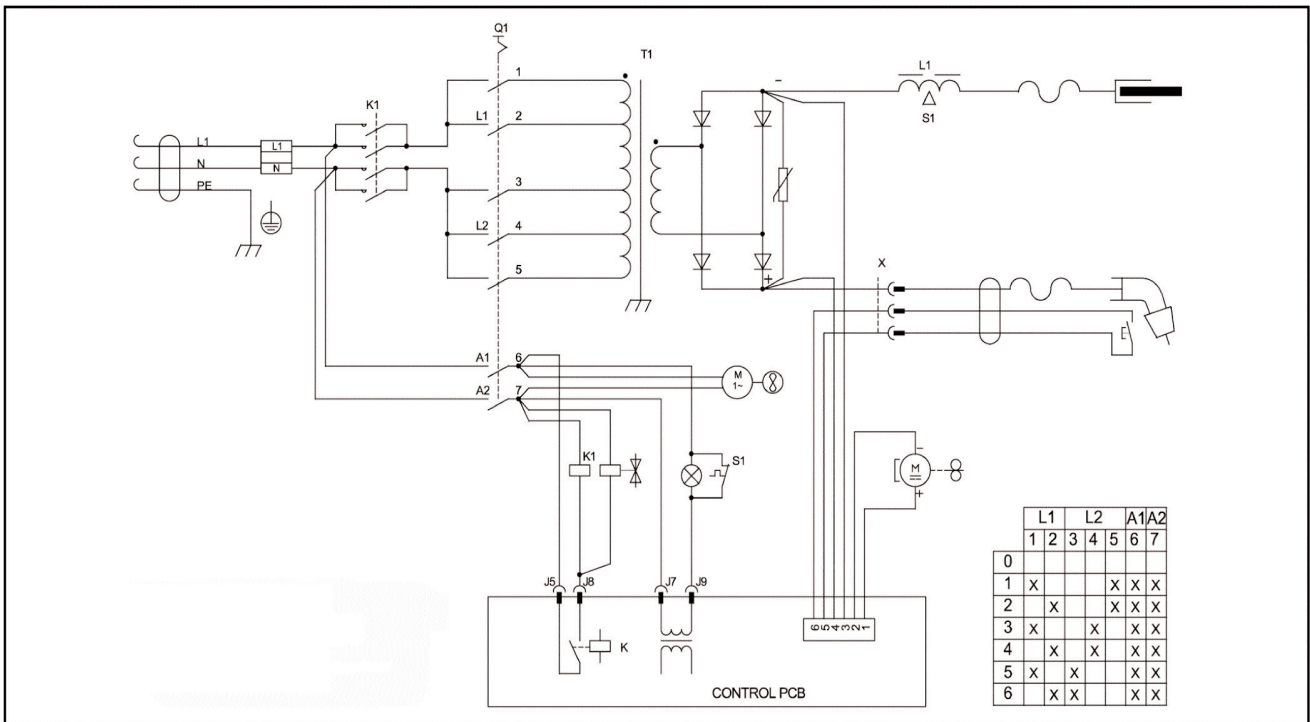 Q1
T1
1
L1 2
3
L2 4
5
K1
L1 L1
N N
PE
-
+
L1
S1
X
A1 6
A2 7
M
1~
K1
S1
-
M
+
J5 J8 J7 J9
K
6 5 4 3 2 1
CONTROL PCB
L1 L2 A1 A2
1 2 3 4 5 6 7
0
1 X X X X
2 X X X X
3 X X X X
4 X X X X
5 X X X X
6 X X X X